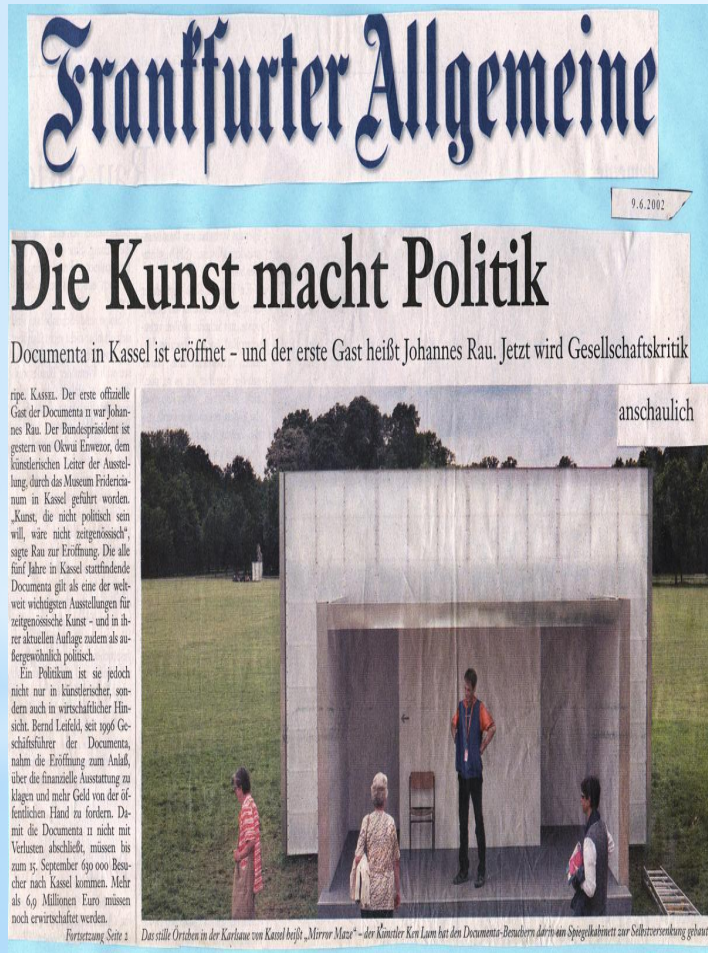 Frankfurter Allgemeine
9.6.2002
Die Kunst macht Politik
Documenta in Kassel ist eröffnet – und der erste Gast heißt Johannes Rau. Jetzt wird Gesellschaftskritik
anschaulich
ripe. KASSEL. Der erste offizielle
Gast der Documenta 11 war Johan-
nes Rau. Der Bundespräsident ist
gestern von Okwui Enwezor, dem
künstlerischen Leiter der Ausstel-
lung, durch das Museum Fridericia-
num in Kassel geführt worden.
„Kunst, die nicht politisch sein
will, wäre nicht zeitgenössisch“,
sagte Rau zur Eröffnung. Die alle
fünf Jahre in Kassel stattfindende
Documenta gilt als eine der welt-
weit wichtigsten Ausstellungen für
zeitgenössische Kunst – und in ih-
rer aktuellen Auflage zudem als au-
ßergewöhnlich politisch.
Ein Politikum ist sie jedoch
nicht nur in künstlerischer, son-
dern auch in wirtschaftlicher Hin-
sicht. Bernd Leifeld, seit 1996 Ge-
schäftsführer der Documenta,
nahm die Eröffnung zum Anlaß,
über die finanzielle Ausstattung zu
klagen und mehr Geld von der öf-
fentlichen Hand zu fordern. Da-
mit die Documenta 11 nicht mit
Verlusten abschließt, müssen bis
zum 15. September 630 000 Besu-
cher nach Kassel kommen. Mehr
als 6,9 Millionen Euro müssen
noch erwirtschaftet werden.
Fortsetzung Seite 2
Das stille Örtchen in der Karlsaue von Kassel heißt „Mirror Maze“ – der Künstler Ken Lum hat den Documenta-Besuchern darin ein Spiegelkabinett zur Selbstversenkung gebaut